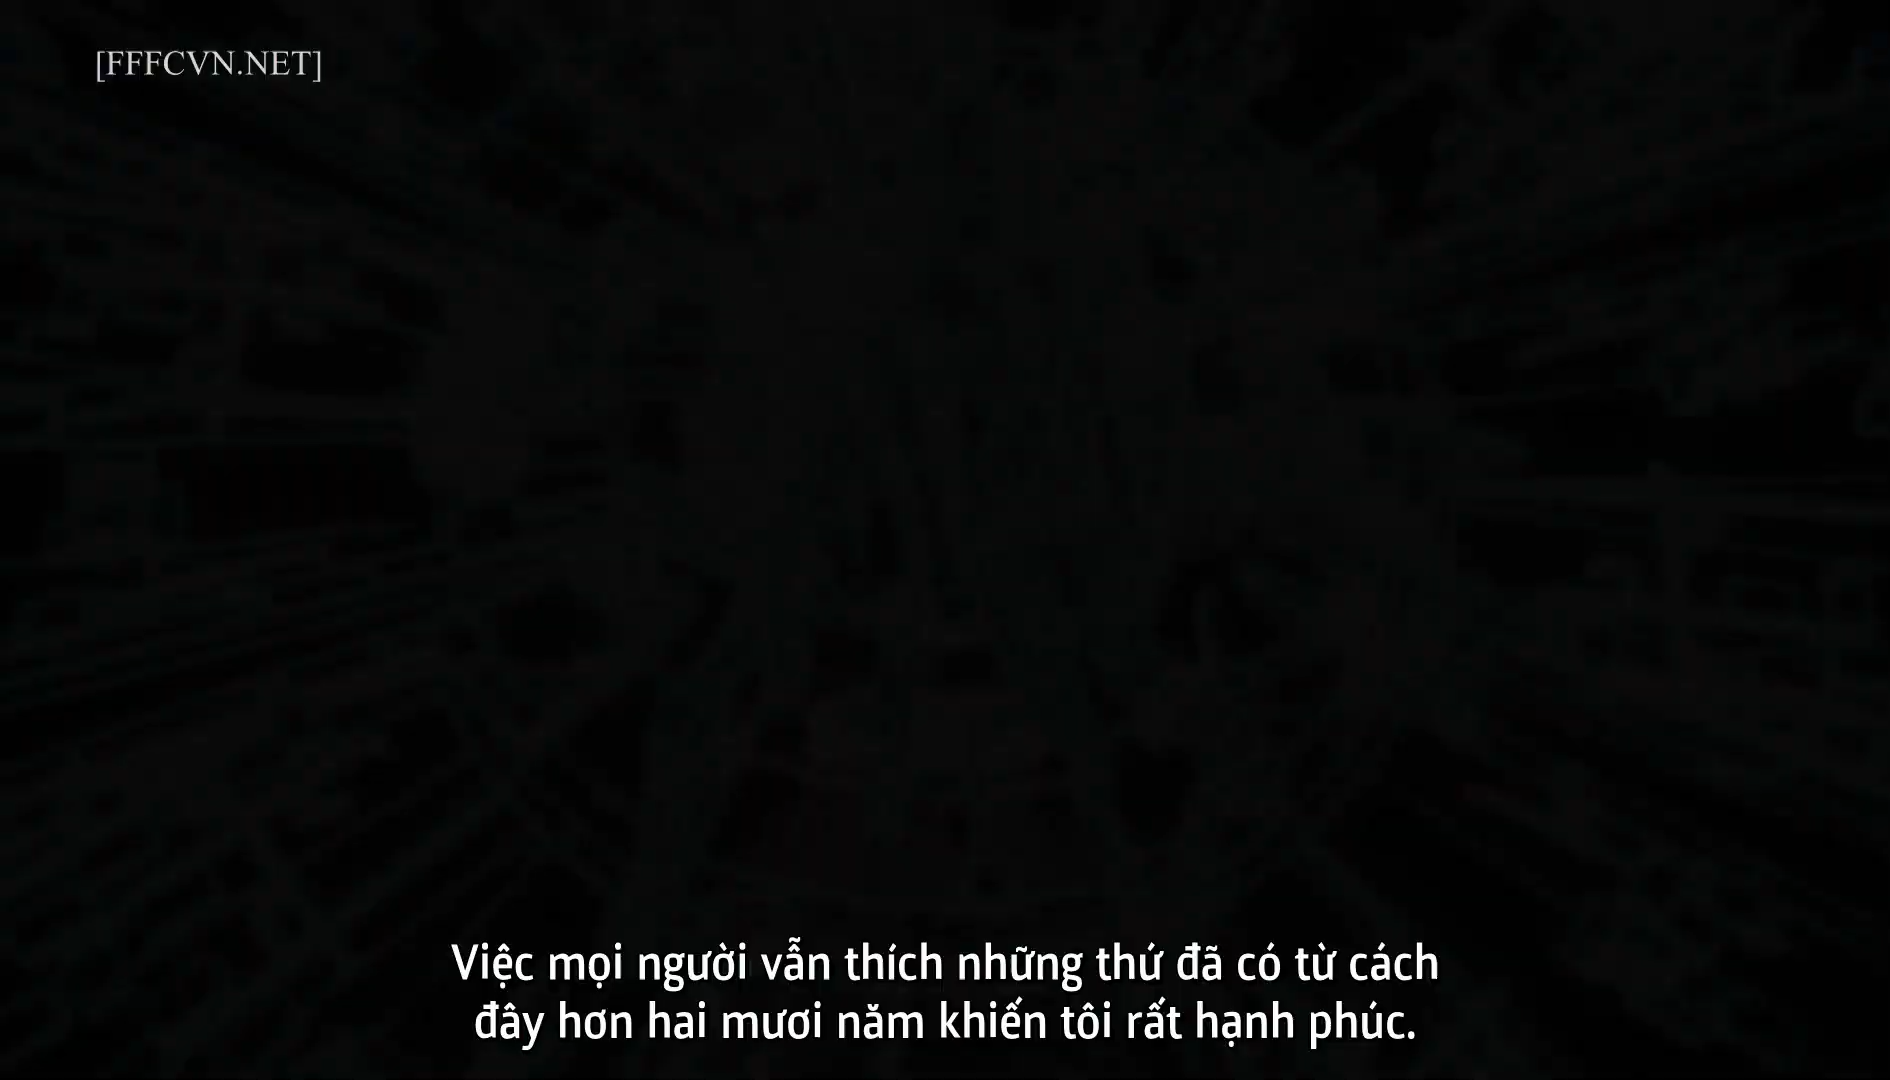 [FFFCVN.NET]
Việc mọi người vẫn thích những thứ đã có từ cách
đây hơn hai mươi năm khiến tôi rất hạnh phúc.